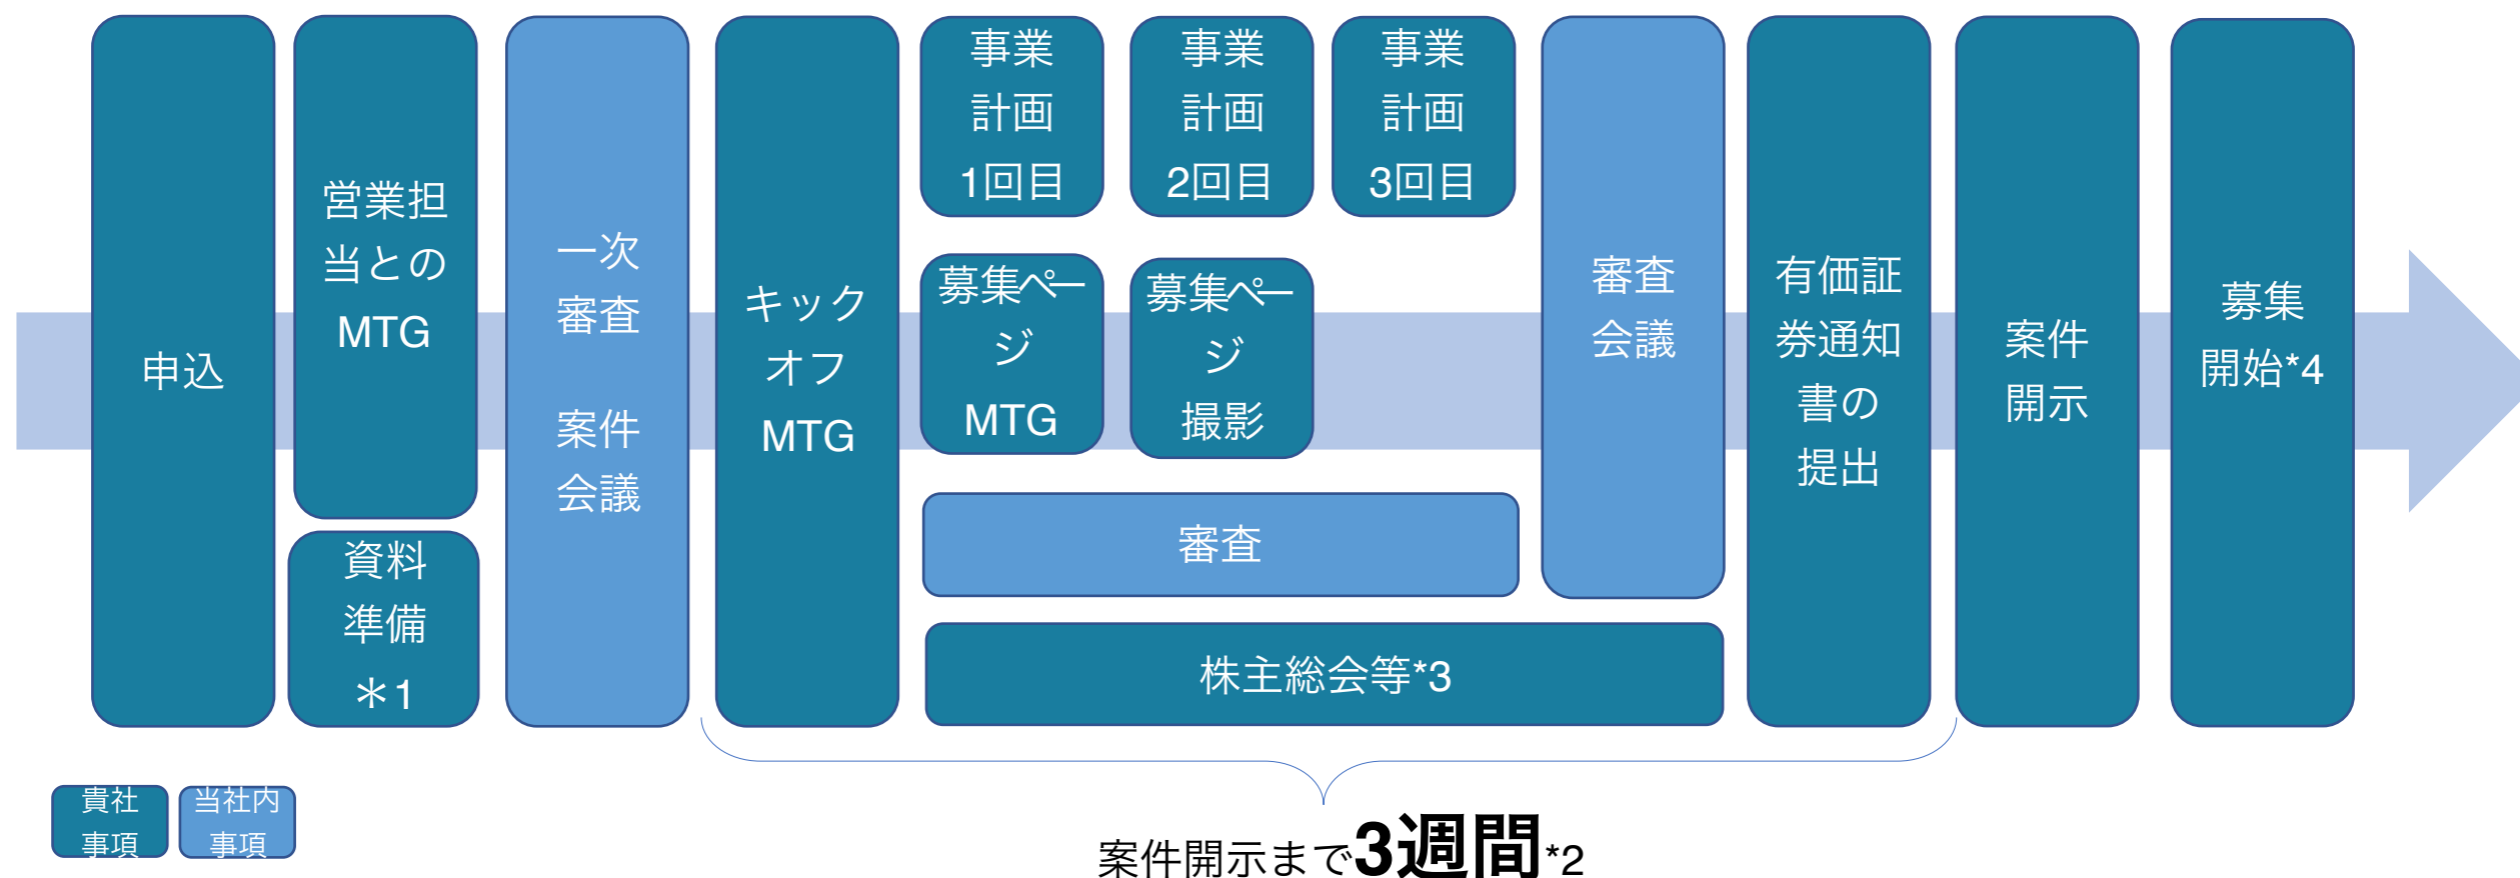 申込
営業担
当との
MTG
資料
準備
＊1
一次
審査
案件
会議
キック
オフ
MTG
事業
計画
1回目
事業
計画
2回目
事業
計画
3回目
募集ペー
ジ
MTG
募集ペー
ジ
撮影
審査
株主総会等*3
審査
会議
有価証
券通知
書の
提出
案件
開示
募集
開始*4
貴社
事項
当社内
事項
案件開示まで3週間*2